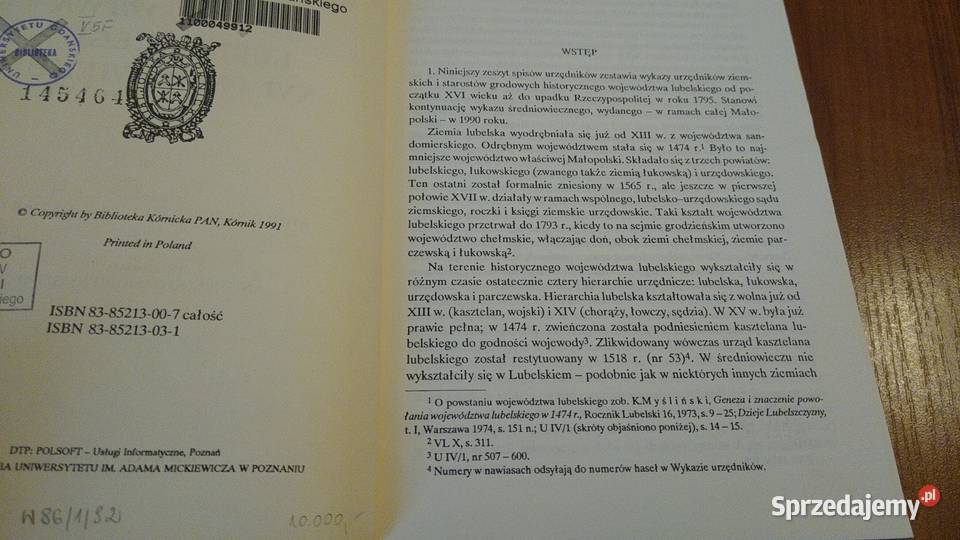 ńskiego
1100049912
V5F
UNIWERSYTETU GDAŃSKIEGO
BIBLIOTEKA
145464
© Copyright by Biblioteka Kórnicka PAN, Kórnik 1991
Printed in Poland
O
I
iego
ISBN 83-85213-00-7 całość
ISBN 83-85213-03-1
DTP: POLSOFT – Usługi Informatyczne, Poznań
IA UNIWERSYTETU IM. ADAMA MICKIEWICZA W POZNANIU
W86/1/92
10.000,-
WSTĘP
1. Niniejszy zeszyt spisów urzędników zestawia wykazy urzędników ziem-
skich i starostów grodowych historycznego województwa lubelskiego od po-
czątku XVI wieku aż do upadku Rzeczypospolitej w roku 1795. Stanowi
kontynuację wykazu średniowiecznego, wydanego – w ramach całej Mało-
polski – w 1990 roku.
Ziemia lubelska wyodrębniała się już od XIII w. z województwa san-
domierskiego. Odrębnym województwem stała się w 1474 r.1 Było to naj-
mniejsze województwo właściwej Małopolski. Składało się z trzech powiatów:
lubelskiego, łukowskiego (zwanego także ziemią łukowską) i urzędowskiego.
Ten ostatni został formalnie zniesiony w 1565 r., ale jeszcze w pierwszej
połowie XVII w. działały w ramach wspólnego, lubelsko–urzędowskiego sądu
ziemskiego, roczki i księgi ziemskie urzędowskie. Taki kształt województwa
lubelskiego przetrwał do 1793 r., kiedy to na sejmie grodzieńskim utworzono
województwo chełmskie, włączając doń, obok ziemi chełmskiej, ziemie par-
czewską i łukowską2.
Na terenie historycznego województwa lubelskiego wykształciły się w
różnym czasie ostatecznie cztery hierarchie urzędnicze: lubelska, łukowska,
urzędowska i parczewska. Hierarchia lubelska kształtowała się z wolna już od
XIII w. (kasztelan, wojski) i XIV (chorąży, łowczy, sędzia). W XV w. była już
prawie pełna; w 1474 r. zwieńczona została podniesieniem kasztelana lu-
belskiego do godności wojewody3. Zlikwidowany wówczas urząd kasztelana
lubelskiego został restytuowany w 1518 r. (nr 53)4. W średniowieczu nie
wykształciły się w Lubelskiem – podobnie jak w niektórych innych ziemiach
1 O powstaniu województwa lubelskiego zob. K.Myśliński, Geneza i znaczenie powo-
łania województwa lubelskiego w 1474 r., Rocznik Lubelski 16, 1973, s. 9 – 25; Dzieje Lubelszczyzny,
t. I, Warszawa 1974, s. 151 n.; U IV/1 (skróty objaśniono poniżej), s. 14 – 15.
2 VL X, s. 311.
3 U IV/1, nr 507 – 600.
4 Numery w nawiasach odsyłają do numerów haseł w Wykazie urzędników.
Sprzedajemy.pl